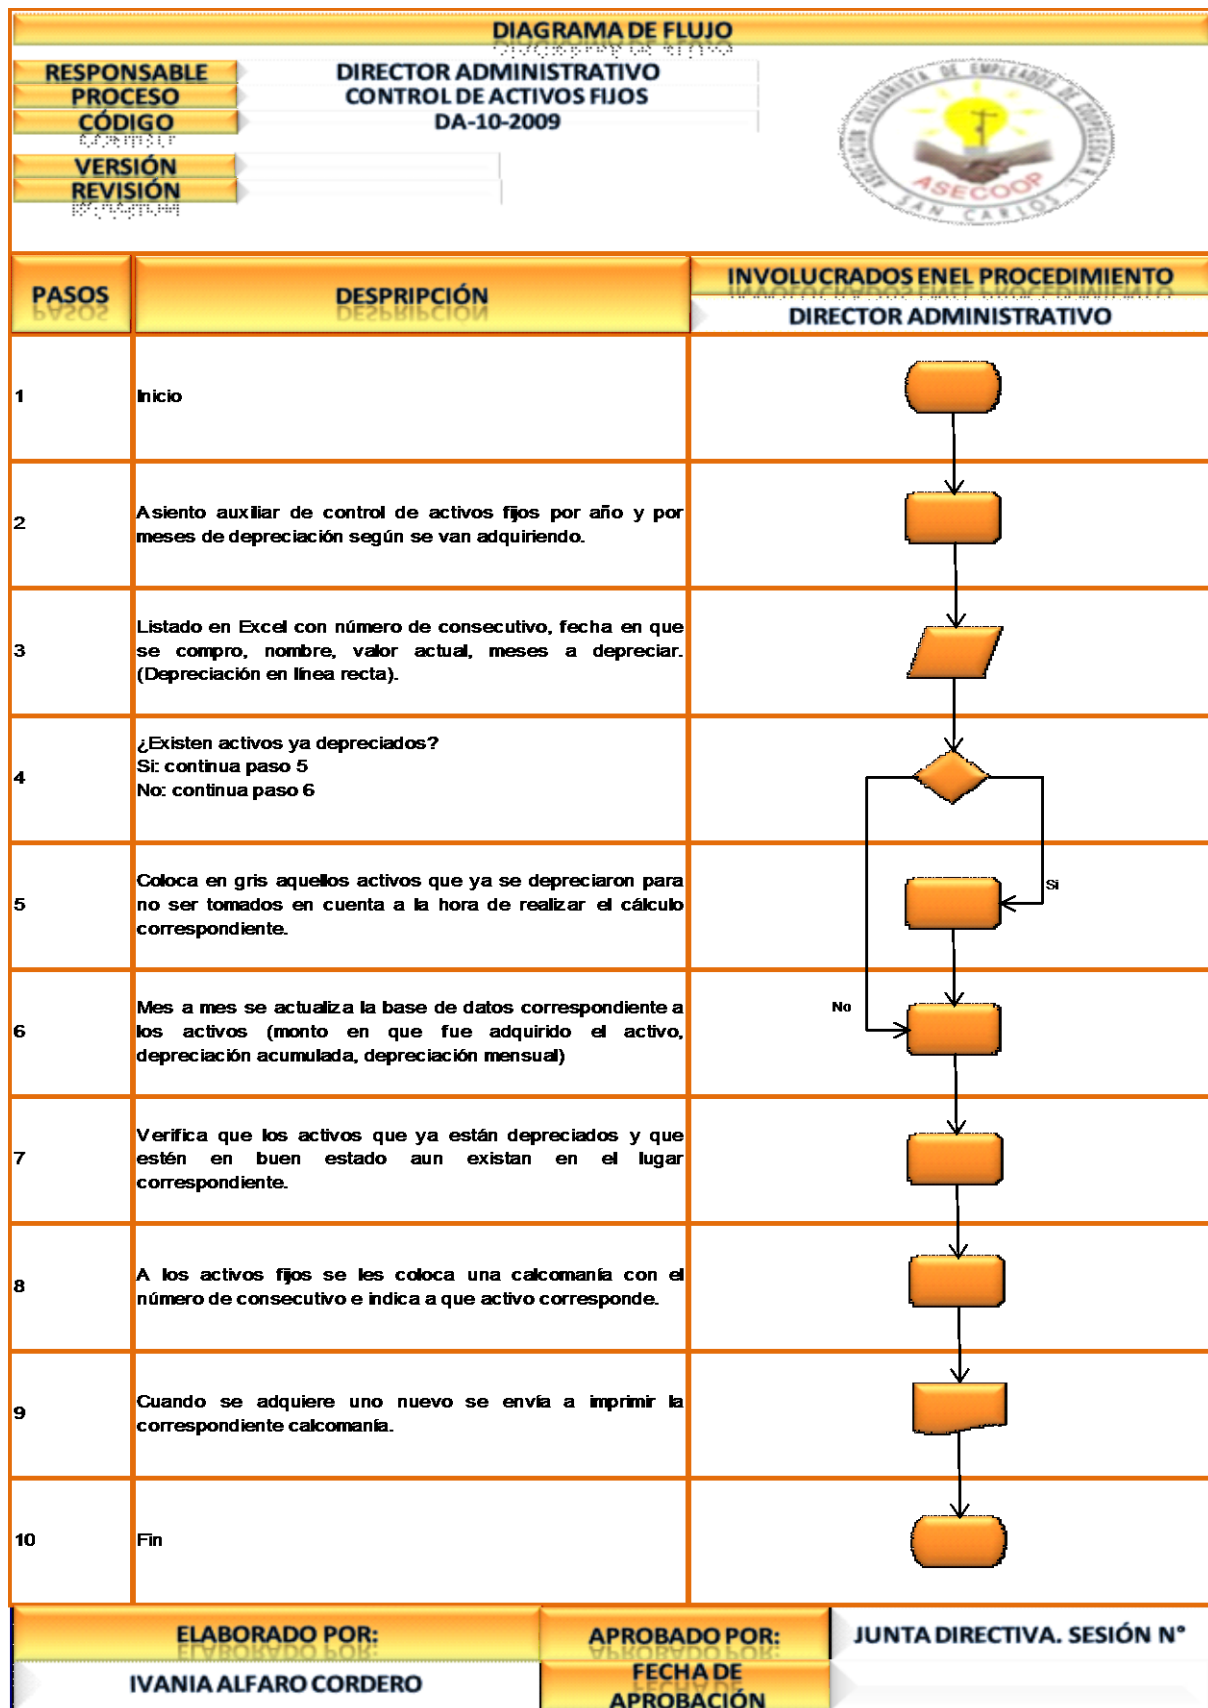 DIAGRAMA DE FLUJO
RESPONSABLE DIRECTOR ADMINISTRATIVO
PROCESO CONTROL DE ACTIVOS FIJOS
CÓDIGO DA-10-2009
VERSIÓN
REVISIÓN
ASOCIACION SOLIDARISTA DE EMPLEADOS DE COOPELESCA R.L.
ASECOOP
SAN CARLOS
PASOS
DESPRIPCIÓN
INVOLUCRADOS ENEL PROCEDIMIENTO
DIRECTOR ADMINISTRATIVO
1
Inicio
2
Asiento auxiliar de control de activos fijos por año y por
meses de depreciación según se van adquiriendo.
3
Listado en Excel con número de consecutivo, fecha en que
se compro, nombre, valor actual, meses a depreciar.
(Depreciación en línea recta).
4
¿Existen activos ya depreciados?
Si: continua paso 5
No: continua paso 6
5
Coloca en gris aquellos activos que ya se depreciaron para
no ser tomados en cuenta a la hora de realizar el cálculo
correspondiente.
Si
6
Mes a mes se actualiza la base de datos correspondiente a
los activos (monto en que fue adquirido el activo,
depreciación acumulada, depreciación mensual)
No
7
Verifica que los activos que ya están depreciados y que
estén en buen estado aun existan en el lugar
correspondiente.
8
A los activos fijos se les coloca una calcomanía con el
número de consecutivo e indica a que activo corresponde.
9
Cuando se adquiere uno nuevo se envía a imprimir la
correspondiente calcomanía.
10
Fin
ELABORADO POR:
APROBADO POR:
JUNTA DIRECTIVA. SESIÓN N°
IVANIA ALFARO CORDERO
FECHA DE
APROBACIÓN